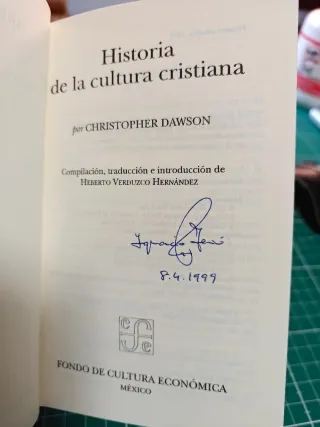 Historia
de la cultura cristiana
por CHRISTOPHER DAWSON
Compilación, traducción e introducción de
HEBERTO VERDUZCO HERNÁNDEZ
Ignacio
8.4.1999
FONDO DE CULTURA ECONÓMICA
MÉXICO